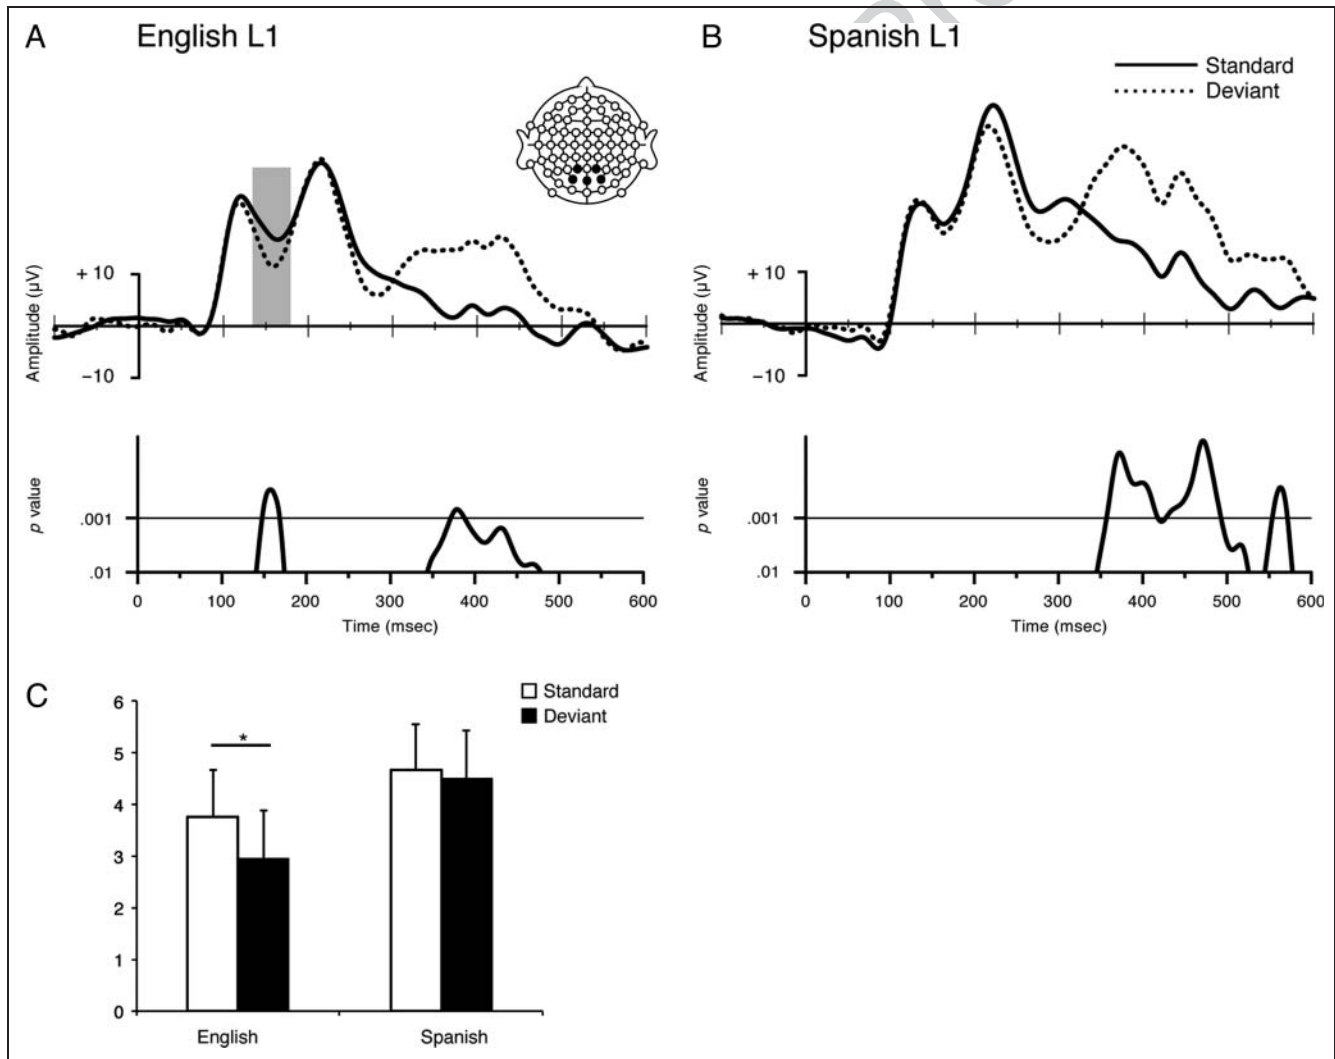 A
English L1
+10
Amplitude (µV)
−10
p value
.001
.01
0 100 200 300 400 500 600
Time (msec)
B
Spanish L1
Standard
Deviant
+10
Amplitude (µV)
−10
p value
.001
.01
0 100 200 300 400 500 600
Time (msec)
C
Standard
Deviant
6
5
4
3
2
1
0
*
English
Spanish